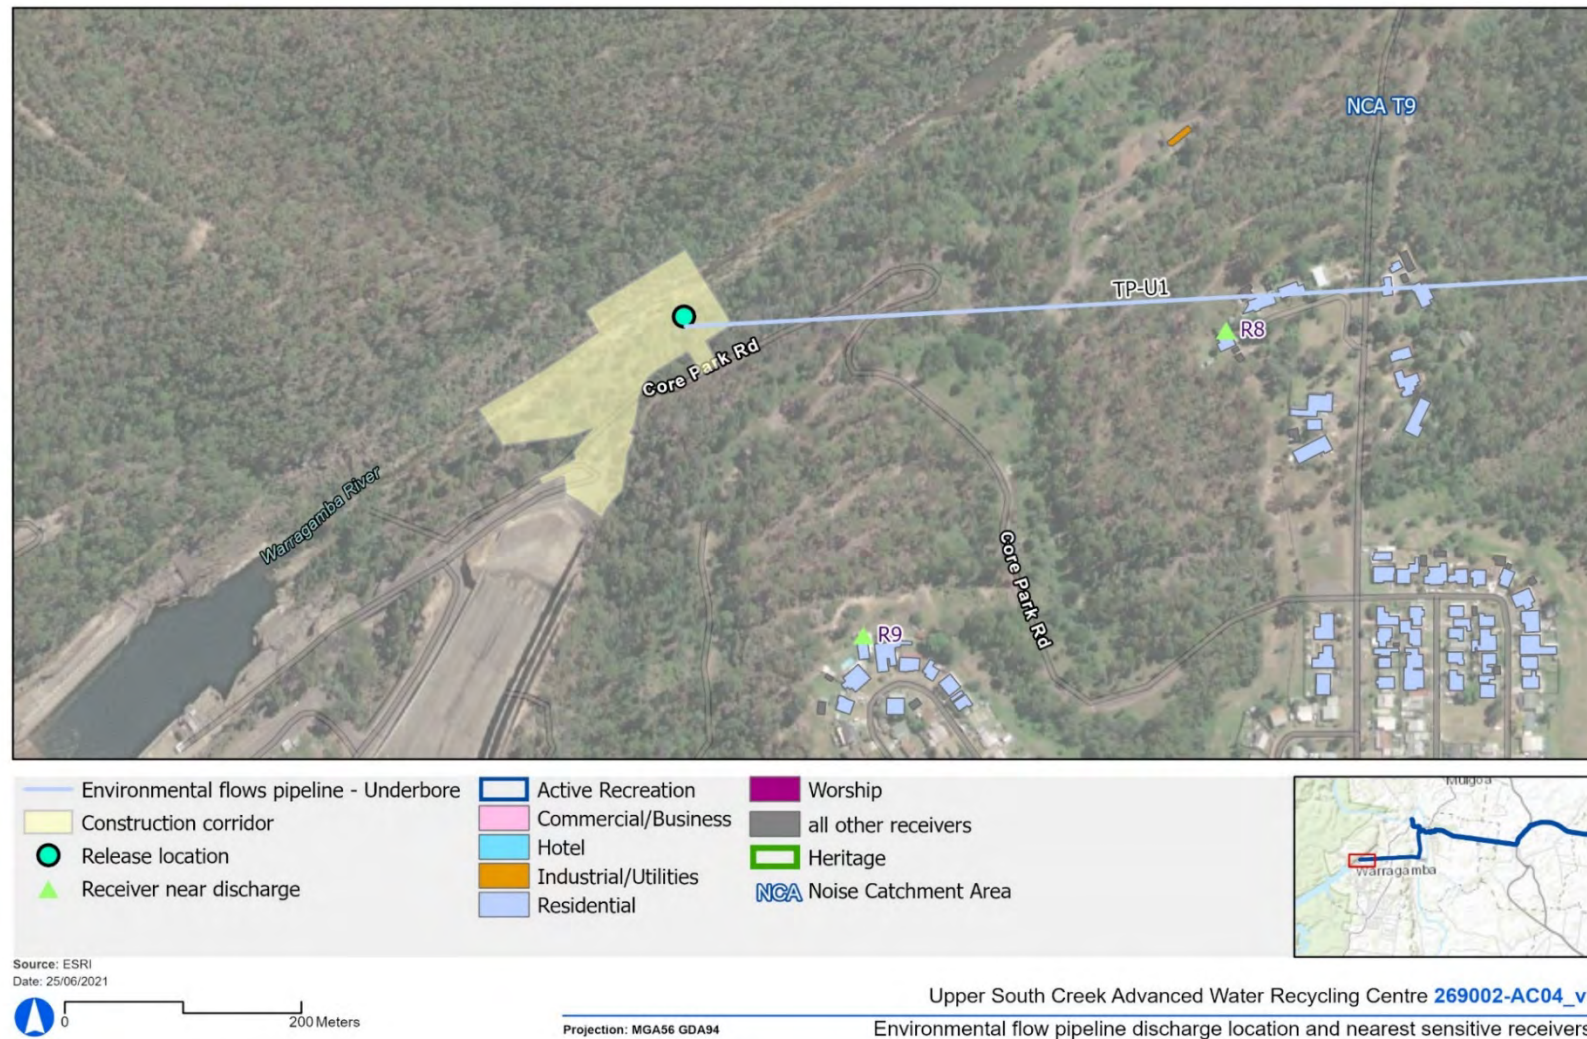 NCA T9
TP-U1
R8
Core Park Rd
Warragamba River
Core Park Rd
R9
Environmental flows pipeline - Underbore
Construction corridor
Release location
Receiver near discharge
Active Recreation
Commercial/Business
Hotel
Industrial/Utilities
Residential
Worship
all other receivers
Heritage
NCA Noise Catchment Area
Mulgoa
Warragamba
Source: ESRI
Date: 25/06/2021
0 200 Meters
Projection: MGA56 GDA94
Upper South Creek Advanced Water Recycling Centre 269002-AC04_v
Environmental flow pipeline discharge location and nearest sensitive receivers